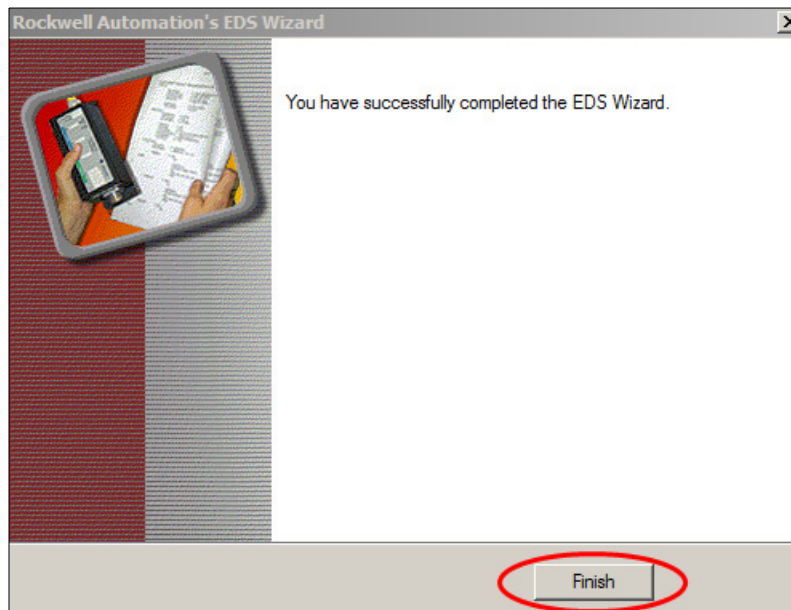 Rockwell Automation's EDS Wizard
You have successfully completed the EDS Wizard.
Finish